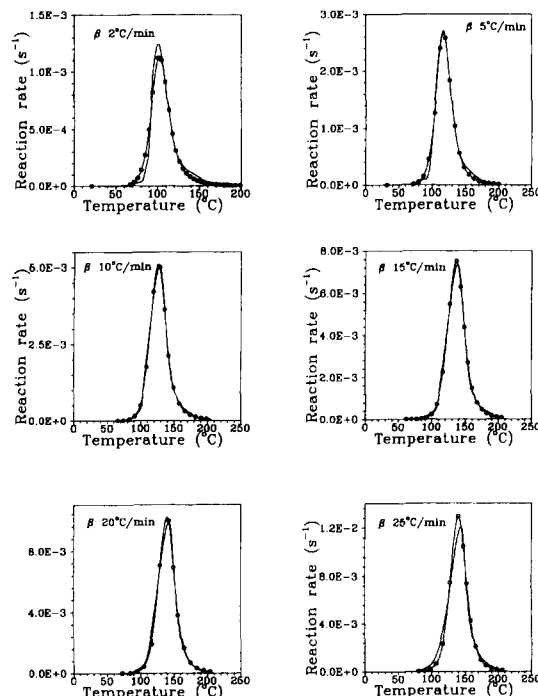 β 2°C/min
Reaction rate (s⁻¹)
1.5E-3
1.0E-3
5.0E-4
0.0E+0
0 50 100 150 200
Temperature (°C)
β 5°C/min
Reaction rate (s⁻¹)
3.0E-3
2.0E-3
1.0E-3
0.0E+0
0 50 100 150 200 250
Temperature (°C)
β 10°C/min
Reaction rate (s⁻¹)
5.0E-3
2.5E-3
0.0E+0
0 50 100 150 200 250
Temperature (°C)
β 15°C/min
Reaction rate (s⁻¹)
8.0E-3
6.0E-3
4.0E-3
2.0E-3
0.0E+0
0 50 100 150 200 250
Temperature (°C)
β 20°C/min
Reaction rate (s⁻¹)
8.0E-3
4.0E-3
0.0E+0
0 50 100 150 200 250
Temperature (°C)
β 25°C/min
Reaction rate (s⁻¹)
1.2E-2
8.0E-3
4.0E-3
0.0E+0
0 50 100 150 200 250
Temperature (°C)